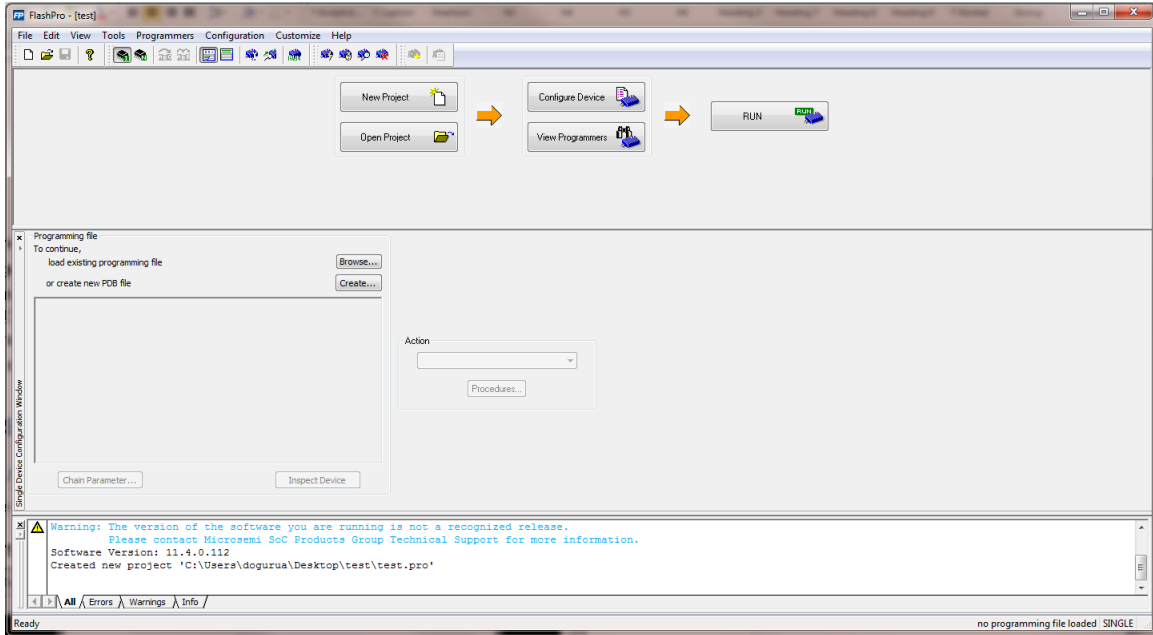 FP FlashPro - [test]
File Edit View Tools Programmers Configuration Customize Help
New Project
Configure Device
RUN
RUN
Open Project
View Programmers
Programming file
To continue,
load existing programming file
Browse...
or create new PDB file
Create...
Action
Procedures...
Chain Parameter...
Inspect Device
Single Device Configuration Window
Warning: The version of the software you are running is not a recognized release.
Please contact Microsemi SoC Products Group Technical Support for more information.
Software Version: 11.4.0.112
Created new project 'C:\Users\dogurua\Desktop\test\test.pro'
All Errors Warnings Info
Ready
no programming file loaded SINGLE